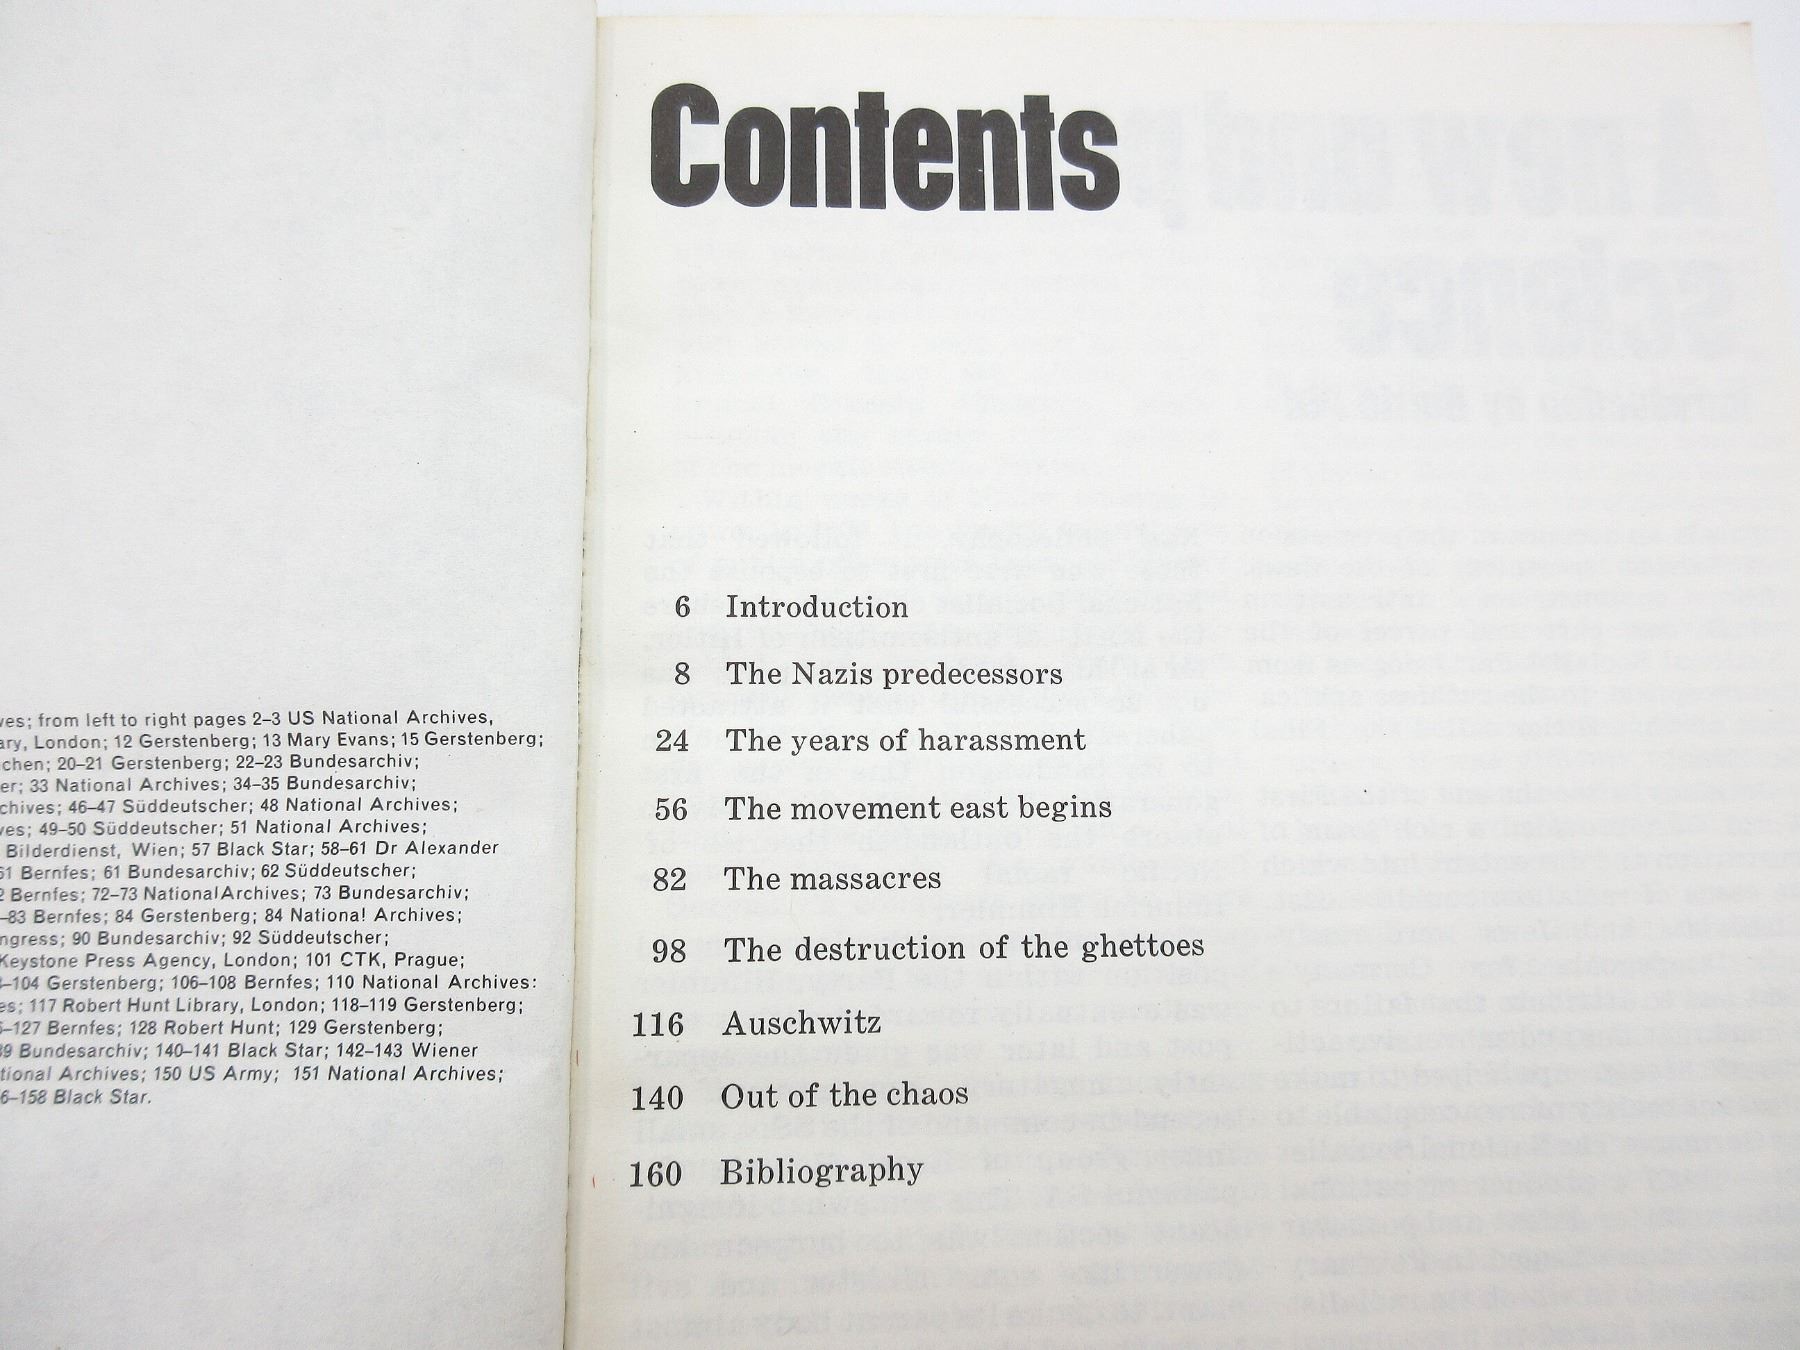 ves; from left to right pages 2–3 US National Archives,
ary, London; 12 Gerstenberg; 13 Mary Evans; 15 Gerstenberg;
chen; 20–21 Gerstenberg; 22–23 Bundesarchiv;
er; 33 National Archives; 34–35 Bundesarchiv;
chives; 46–47 Süddeutscher; 48 National Archives;
ves; 49–50 Süddeutscher; 51 National Archives;
Bilderdienst, Wien; 57 Black Star; 58–61 Dr Alexander
61 Bernfes; 61 Bundesarchiv; 62 Süddeutscher;
2 Bernfes; 72–73 NationalArchives; 73 Bundesarchiv;
–83 Bernfes; 84 Gerstenberg; 84 Nationa! Archives;
ngress; 90 Bundesarchiv; 92 Süddeutscher;
Keystone Press Agency, London; 101 CTK, Prague;
–104 Gerstenberg; 106–108 Bernfes; 110 National Archives:
es; 117 Robert Hunt Library, London; 118–119 Gerstenberg;
–127 Bernfes; 128 Robert Hunt; 129 Gerstenberg;
39 Bundesarchiv; 140–141 Black Star; 142–143 Wiener
tional Archives; 150 US Army; 151 National Archives;
6–158 Black Star.
Contents
6 Introduction
8 The Nazis predecessors
24 The years of harassment
56 The movement east begins
82 The massacres
98 The destruction of the ghettoes
116 Auschwitz
140 Out of the chaos
160 Bibliography